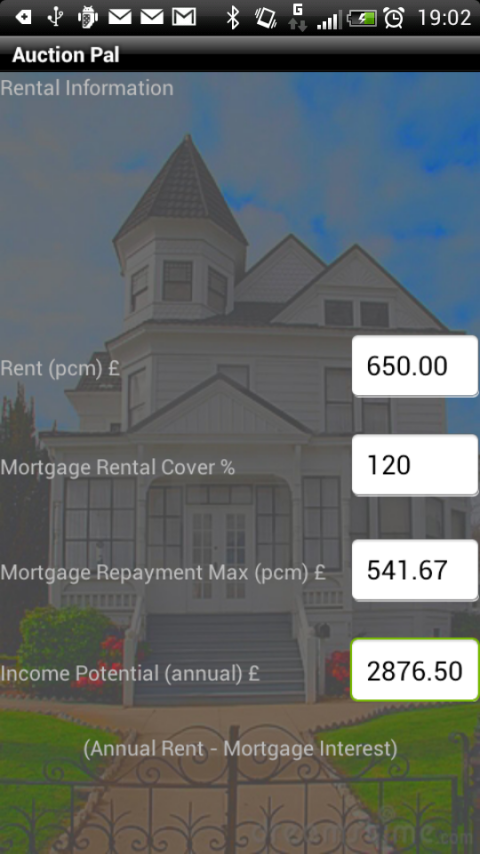 G 19:02
Auction Pal
Rental Information
Rent (pcm) £ 650.00
Mortgage Rental Cover % 120
Mortgage Repayment Max (pcm) £ 541.67
Income Potential (annual) £ 2876.50
(Annual Rent - Mortgage Interest)